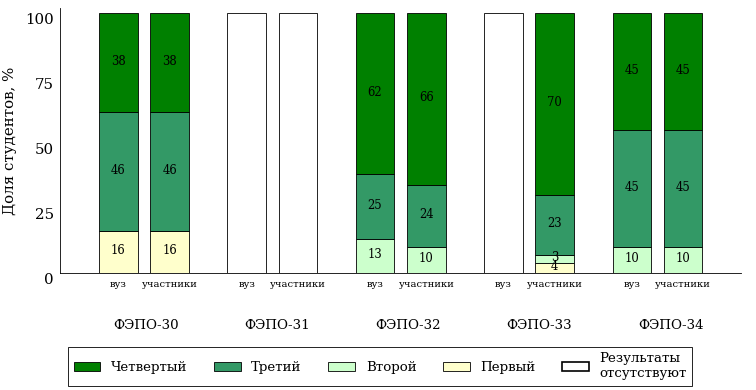 Доля студентов, %
100
75
50
25
0
38 38 62 66 70 45 45
46 46 25 24 23 45 45
16 16 13 10 3 4 10 10
вуз участники вуз участники вуз участники вуз участники вуз участники
ФЭПО-30 ФЭПО-31 ФЭПО-32 ФЭПО-33 ФЭПО-34
Четвертый Третий Второй Первый Результаты
отсутствуют